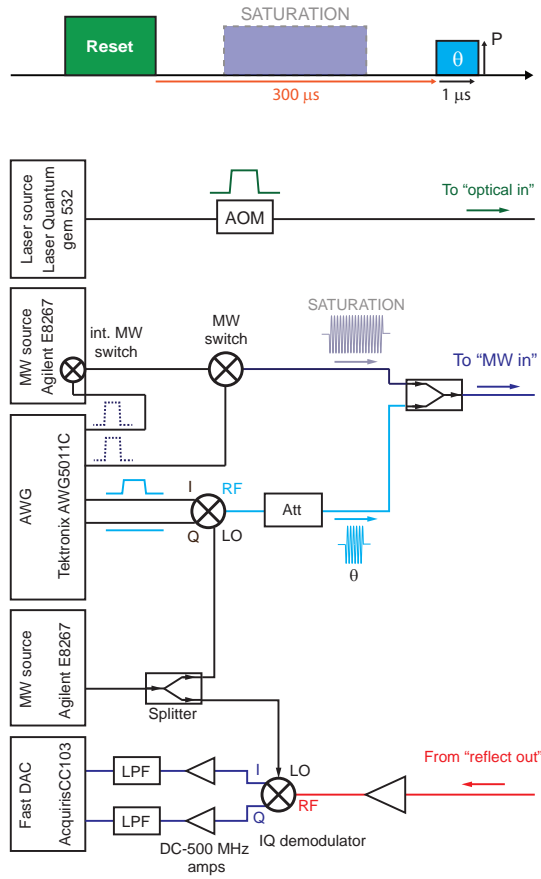 SATURATION
Reset
θ
P
300 μs
1 μs
Laser source
Laser Quantum
gem 532
AOM
To “optical in”
MW source
Agilent E8267
int. MW
switch
MW
switch
SATURATION
To “MW in”
AWG
Tektronix AWG5011C
I
Q
RF
LO
Att
θ
MW source
Agilent E8267
Splitter
Fast DAC
AcquirisCC103
LPF
LPF
I
Q
LO
RF
From “reflect out”
IQ demodulator
DC-500 MHz
amps